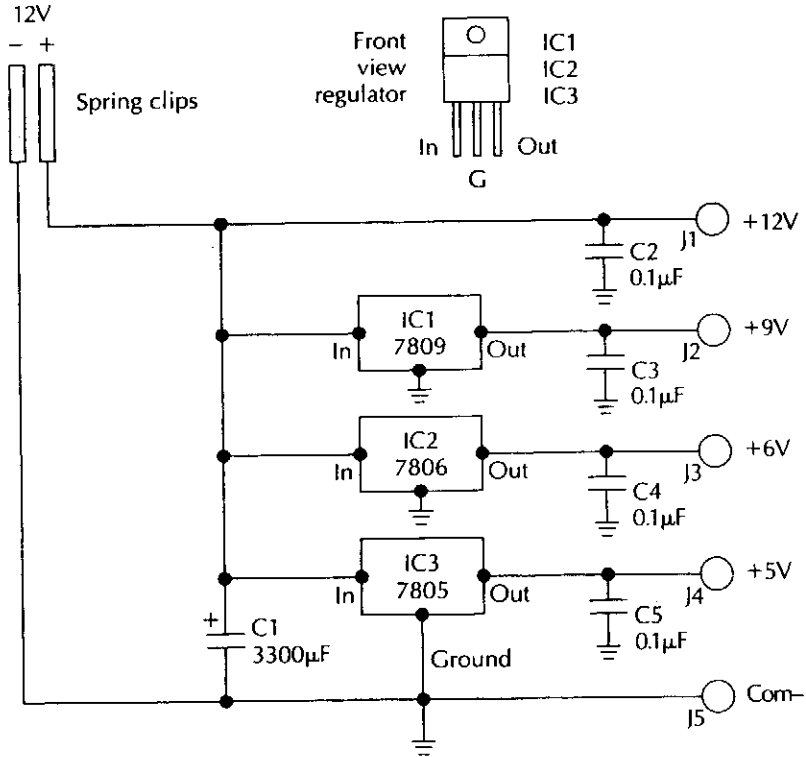 12V
− +
Spring clips
Front view regulator
IC1
IC2
IC3
In
Out
G
+12V
J1
C2
0.1µF
IC1
7809
In
Out
+9V
J2
C3
0.1µF
IC2
7806
In
Out
+6V
J3
C4
0.1µF
IC3
7805
In
Out
+5V
J4
C5
0.1µF
+
C1
3300µF
Ground
Com−
J5